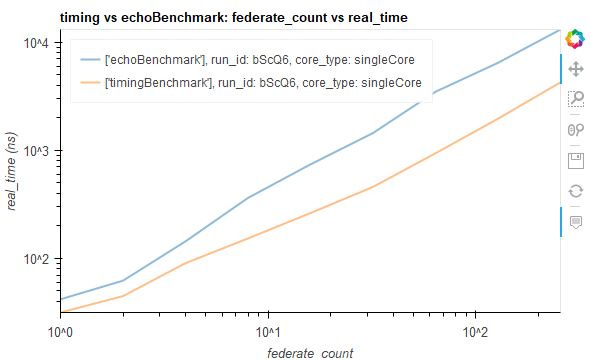 timing vs echoBenchmark: federate_count vs real_time
['echoBenchmark'], run_id: bScQ6, core_type: singleCore
['timingBenchmark'], run_id: bScQ6, core_type: singleCore
real_time (ns)
10^4
10^3
10^2
10^0
10^1
10^2
federate_count